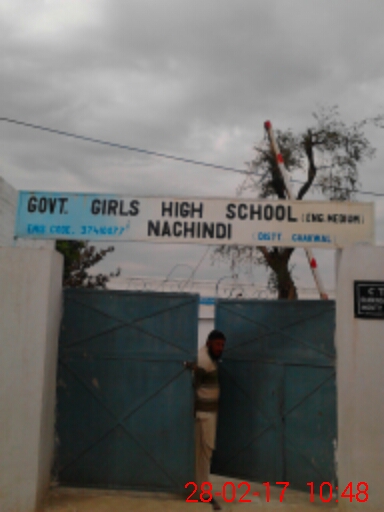 GOVT. GIRLS HIGH SCHOOL (ENG.MEDIUM)
EMIS CODE. 37410077 NACHINDI (DISTT CHAKWAL)
C T
28-02-17 10:48